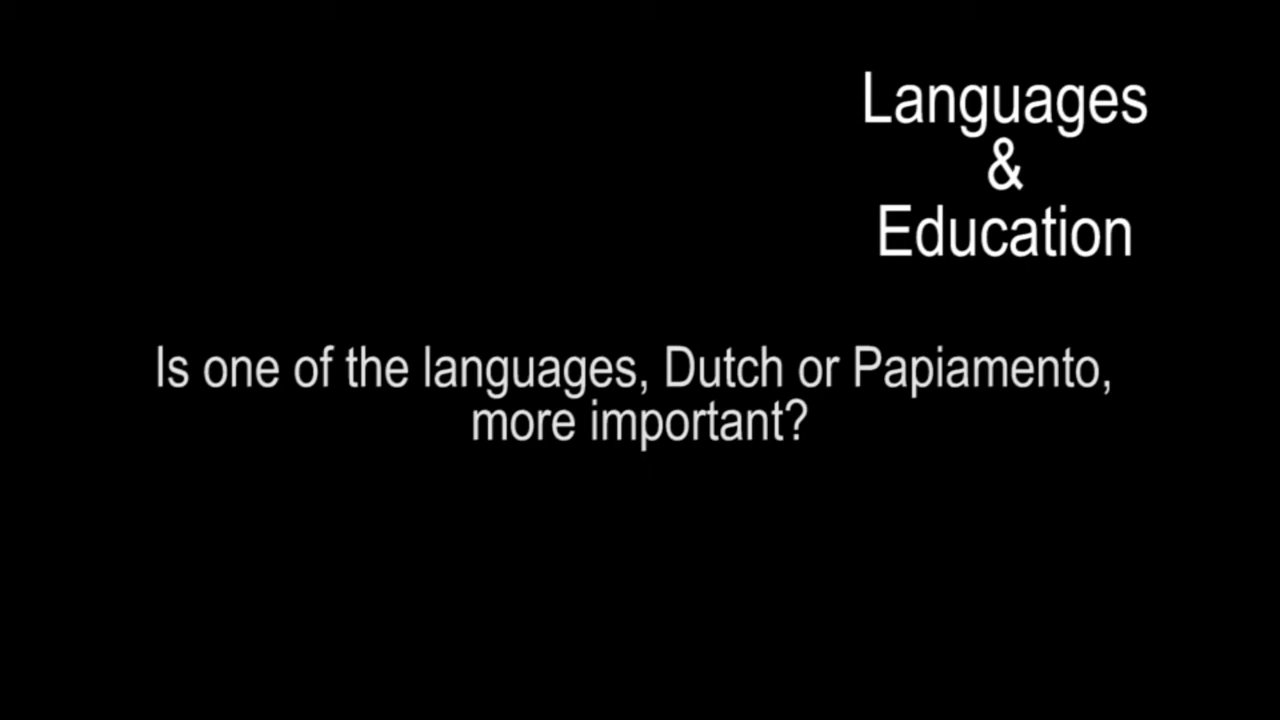 Languages
&
Education
Is one of the languages, Dutch or Papiamento,
more important?